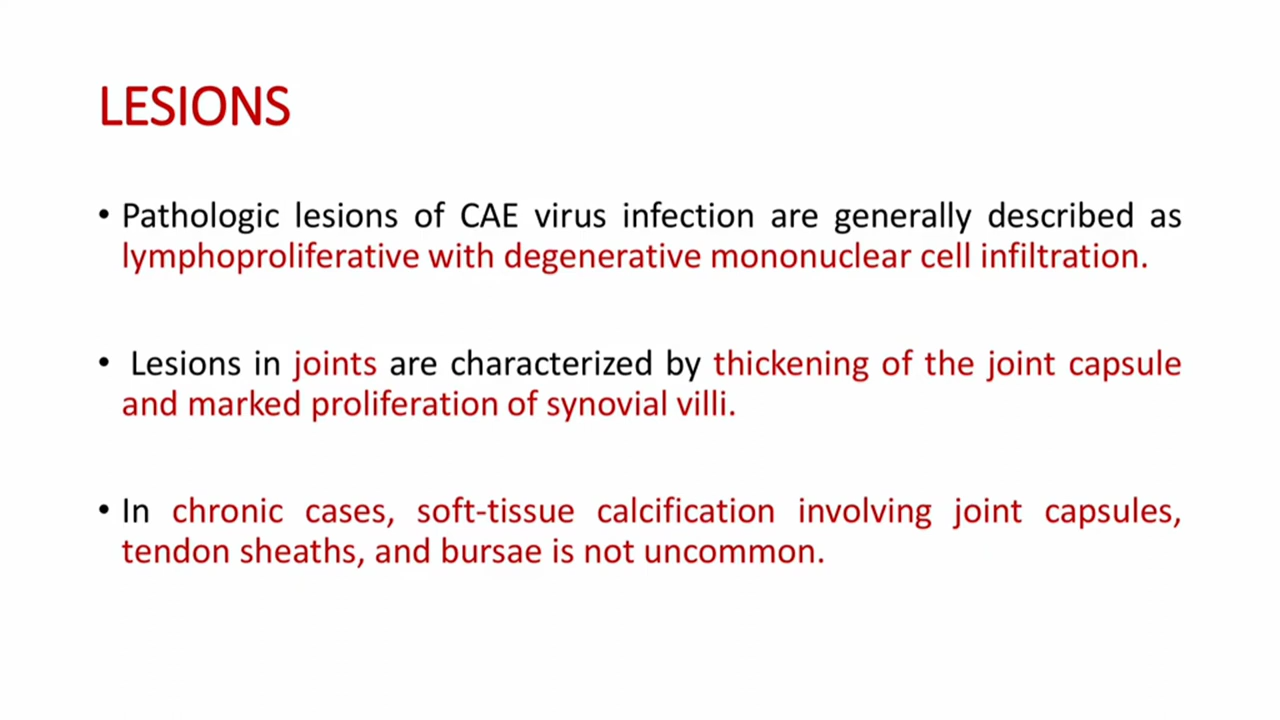 LESIONS
• Pathologic lesions of CAE virus infection are generally described as
lymphoproliferative with degenerative mononuclear cell infiltration.
• Lesions in joints are characterized by thickening of the joint capsule
and marked proliferation of synovial villi.
• In chronic cases, soft-tissue calcification involving joint capsules,
tendon sheaths, and bursae is not uncommon.